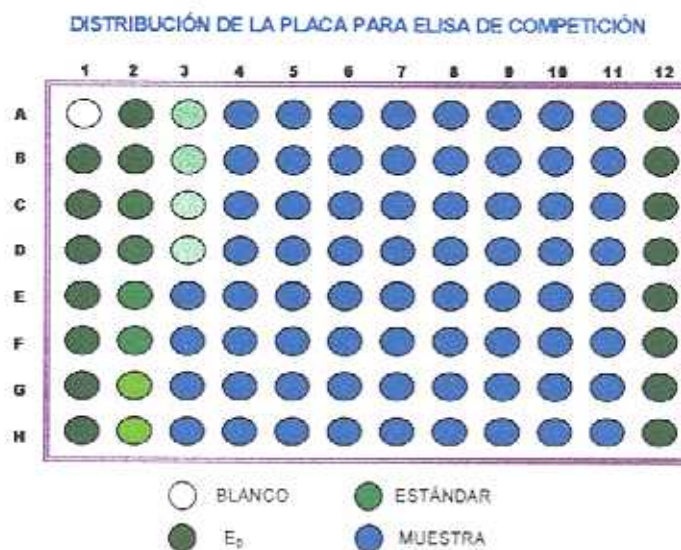 DISTRIBUCIÓN DE LA PLACA PARA ELISA DE COMPETICIÓN
1 2 3 4 5 6 7 8 9 10 11 12
A
B
C
D
E
F
G
H
BLANCO ESTÁNDAR
E₀ MUESTRA